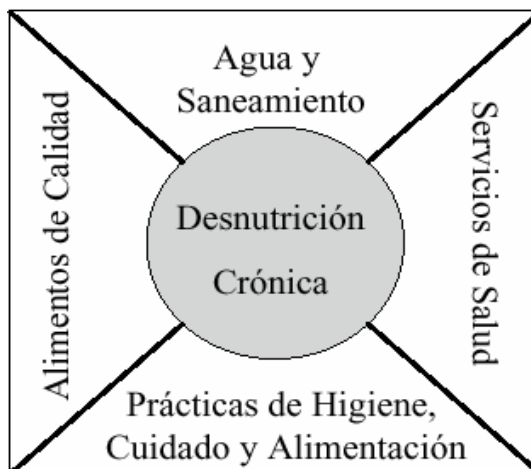 Agua y
Saneamiento
Alimentos de Calidad
Desnutrición
Crónica
Servicios de Salud
Prácticas de Higiene,
Cuidado y Alimentación